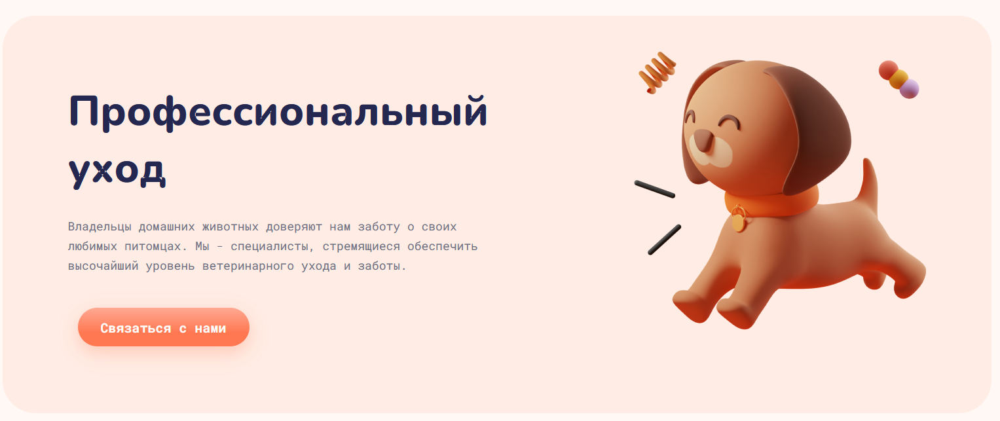 Профессиональный
уход
Владельцы домашних животных доверяют нам заботу о своих
любимых питомцах. Мы - специалисты, стремящиеся обеспечить
высочайший уровень ветеринарного ухода и заботы.
Связаться с нами